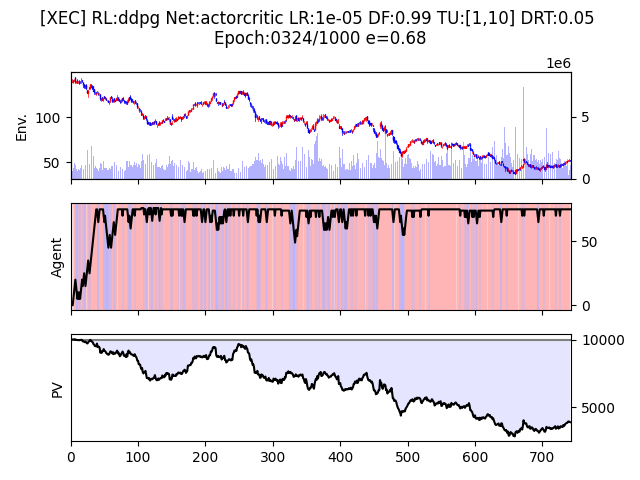 [XEC] RL:ddpg Net:actorcritic LR:1e-05 DF:0.99 TU:[1,10] DRT:0.05
Epoch:0324/1000 e=0.68
1e6
Env.
100
50
5
0
Agent
50
0
PV
10000
5000
0 100 200 300 400 500 600 700